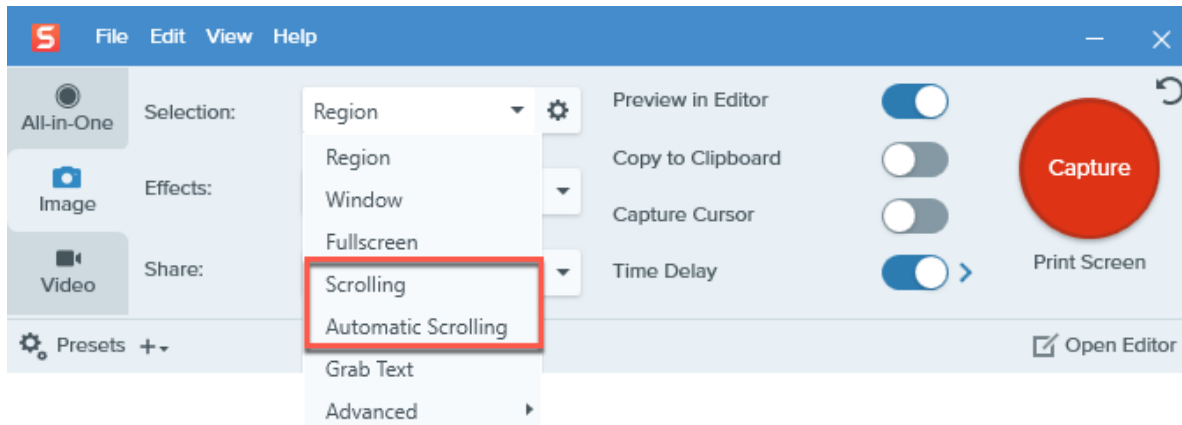 S File Edit View Help
All-in-One
Image
Video
Selection:
Region
Effects:
Share:
Region
Window
Fullscreen
Scrolling
Automatic Scrolling
Grab Text
Advanced
Preview in Editor
Copy to Clipboard
Capture Cursor
Time Delay
Capture
Print Screen
Presets
Open Editor